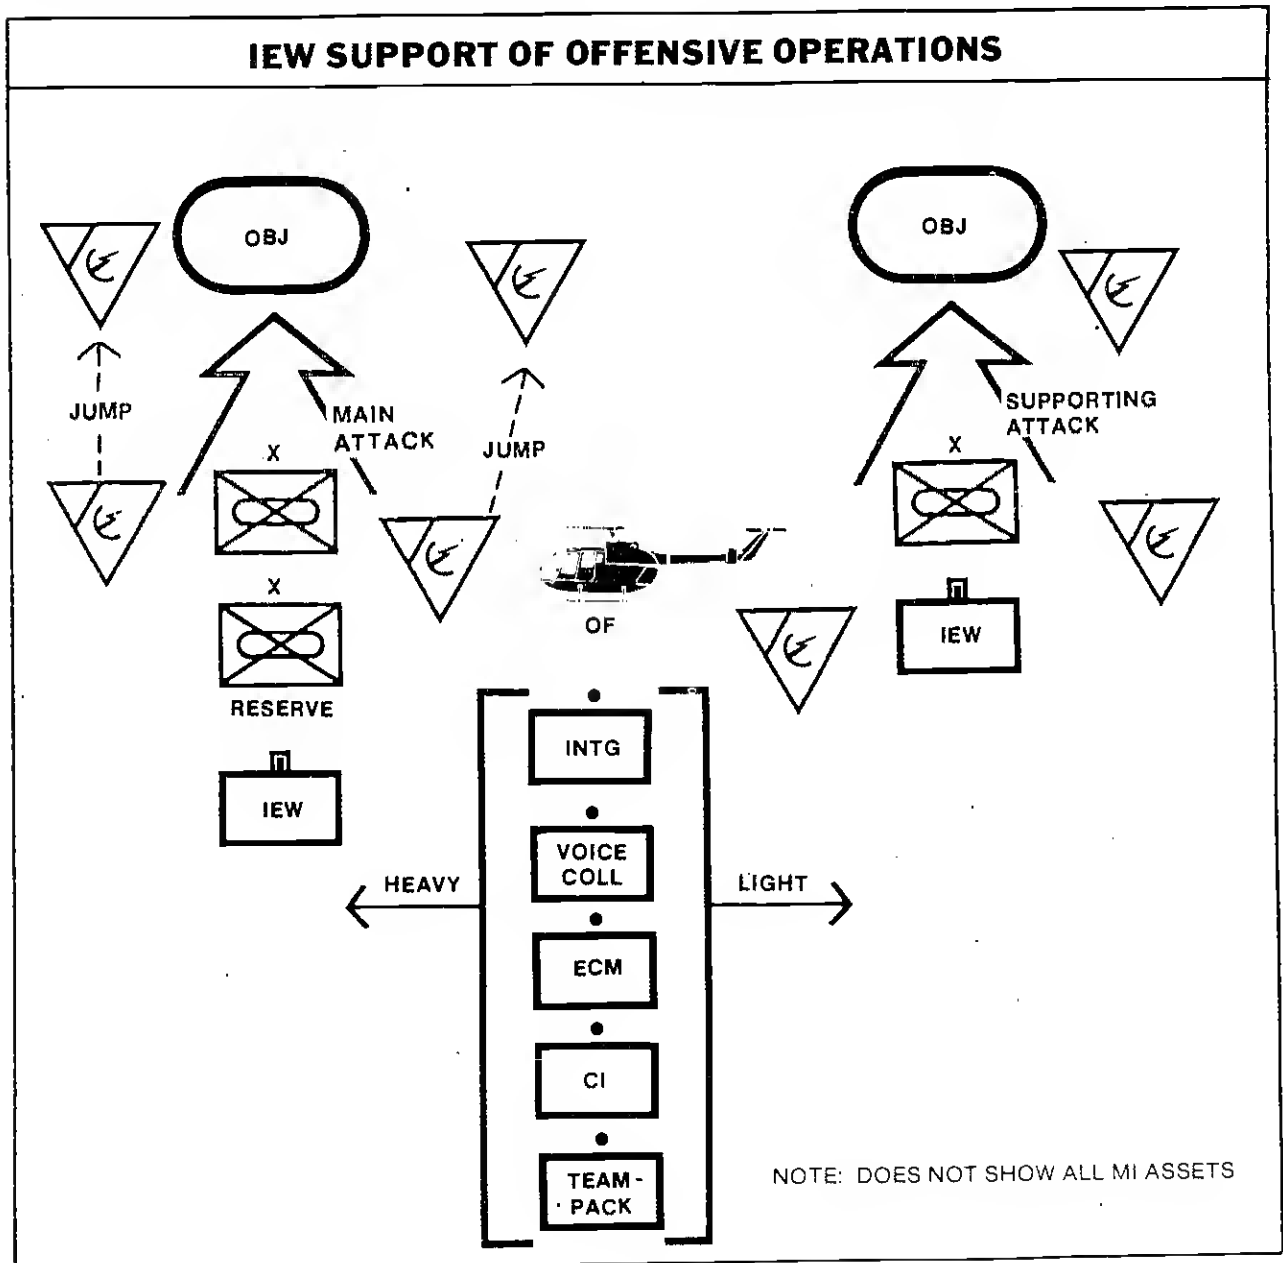 IEW SUPPORT OF OFFENSIVE OPERATIONS
OBJ
OBJ
JUMP
MAIN
ATTACK
JUMP
SUPPORTING
ATTACK
X
X
X
RESERVE
OF
IEW
IEW
INTG
VOICE
COLL
HEAVY
LIGHT
ECM
CI
TEAM-
PACK
NOTE: DOES NOT SHOW ALL MI ASSETS